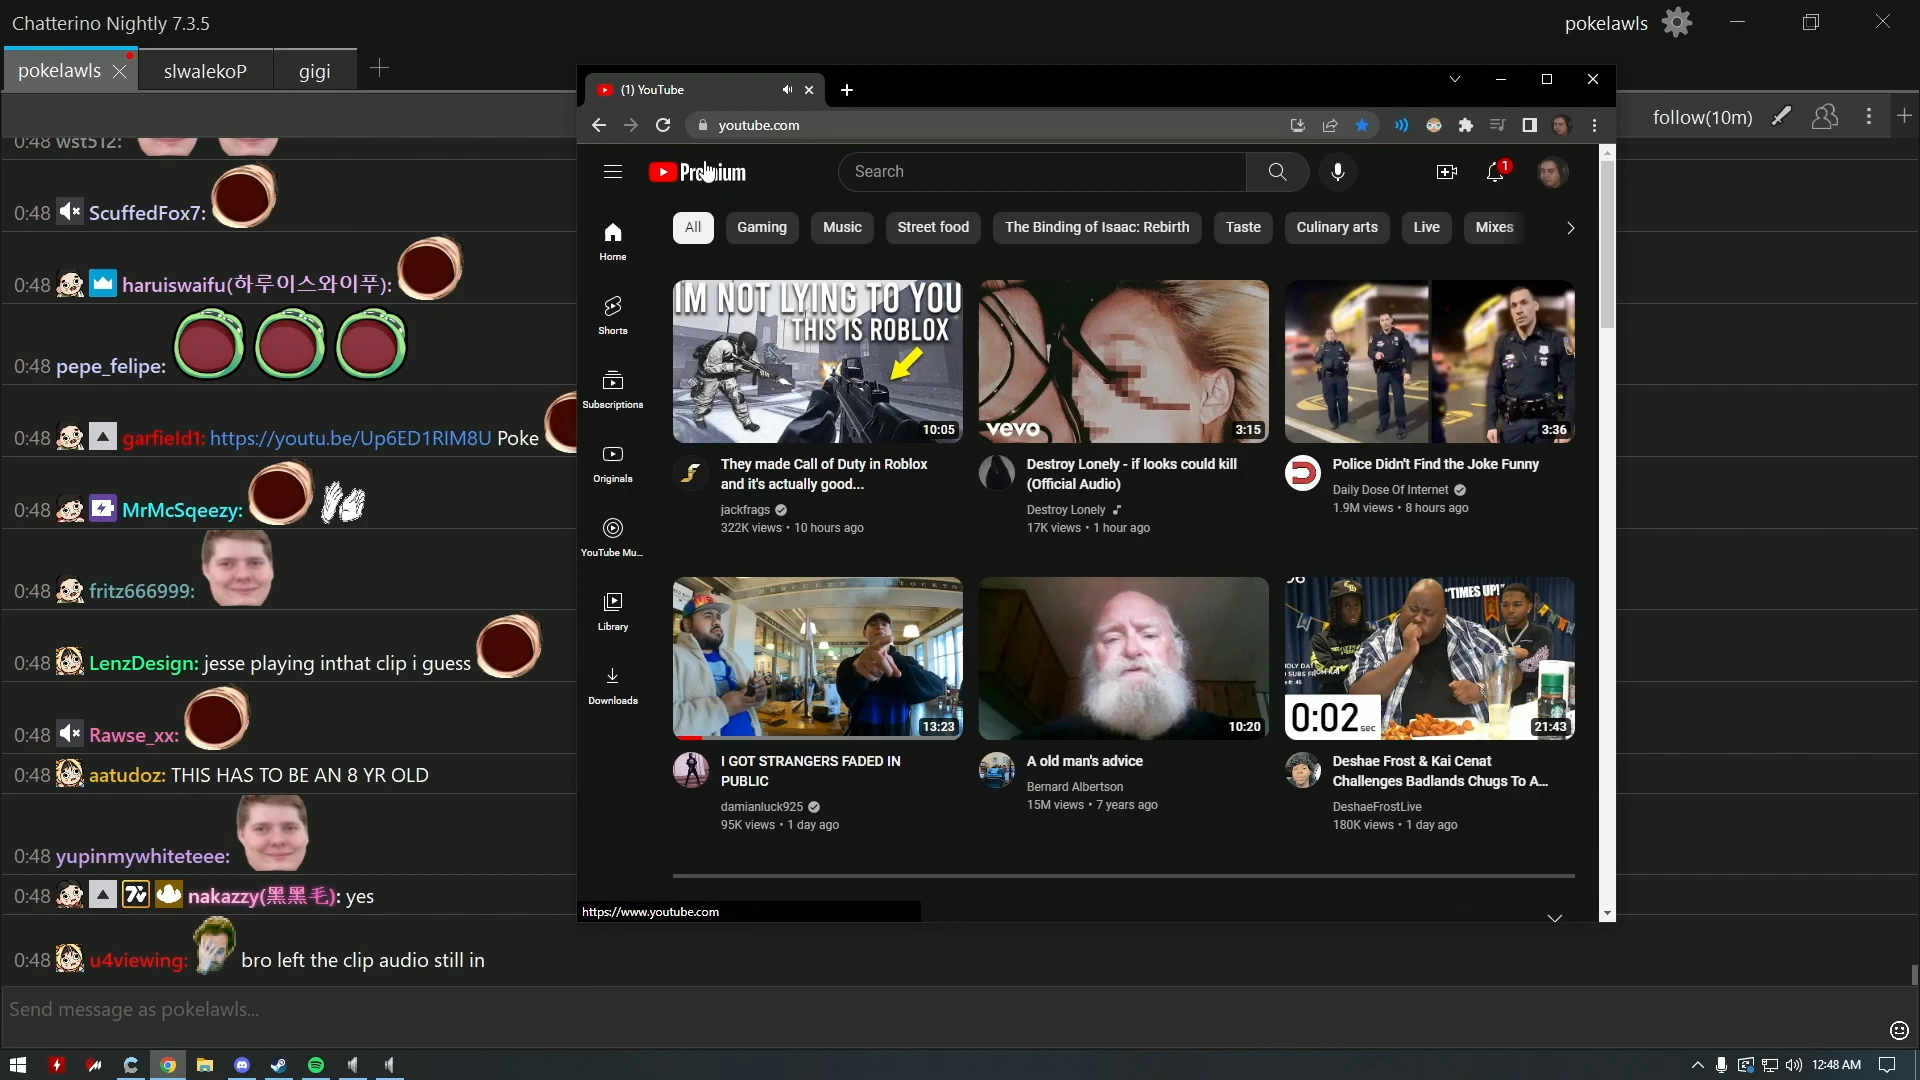 Chatterino Nightly 7.3.5
pokelawls
pokelawls
slwalekoP
gigi
follow(10m)
0:48 wst512:
0:48 ScuffedFox7:
0:48 haruiswaifu(하루이스와이푸):
0:48 pepe_felipe:
0:48 garfield1: https://youtu.be/Up6ED1RIM8U Poke
0:48 MrMcSqeezy:
0:48 fritz666999:
0:48 LenzDesign: jesse playing inthat clip i guess
0:48 Rawse_xx:
0:48 aatudoz: THIS HAS TO BE AN 8 YR OLD
0:48 yupinmywhiteteee:
0:48 nakazzy(黑黑毛): yes
0:48 u4viewing: bro left the clip audio still in
Send message as pokelawls...
(1) YouTube
youtube.com
Premium
Search
1
All
Gaming
Music
Street food
The Binding of Isaac: Rebirth
Taste
Culinary arts
Live
Mixes
Home
Shorts
Subscriptions
Originals
YouTube Mu...
Library
Downloads
IM NOT LYING TO YOU
THIS IS ROBLOX
10:05
They made Call of Duty in Roblox
and it's actually good...
jackfrags
322K views • 10 hours ago
vevo
3:15
Destroy Lonely - if looks could kill
(Official Audio)
Destroy Lonely
17K views • 1 hour ago
3:36
Police Didn't Find the Joke Funny
Daily Dose Of Internet
1.9M views • 8 hours ago
13:23
I GOT STRANGERS FADED IN
PUBLIC
damianluck925
95K views • 1 day ago
10:20
A old man's advice
Bernard Albertson
15M views • 7 years ago
"TIMES UP!"
0:02 sec
21:43
Deshae Frost & Kai Cenat
Challenges Badlands Chugs To A...
DeshaeFrostLive
180K views • 1 day ago
https://www.youtube.com
12:48 AM